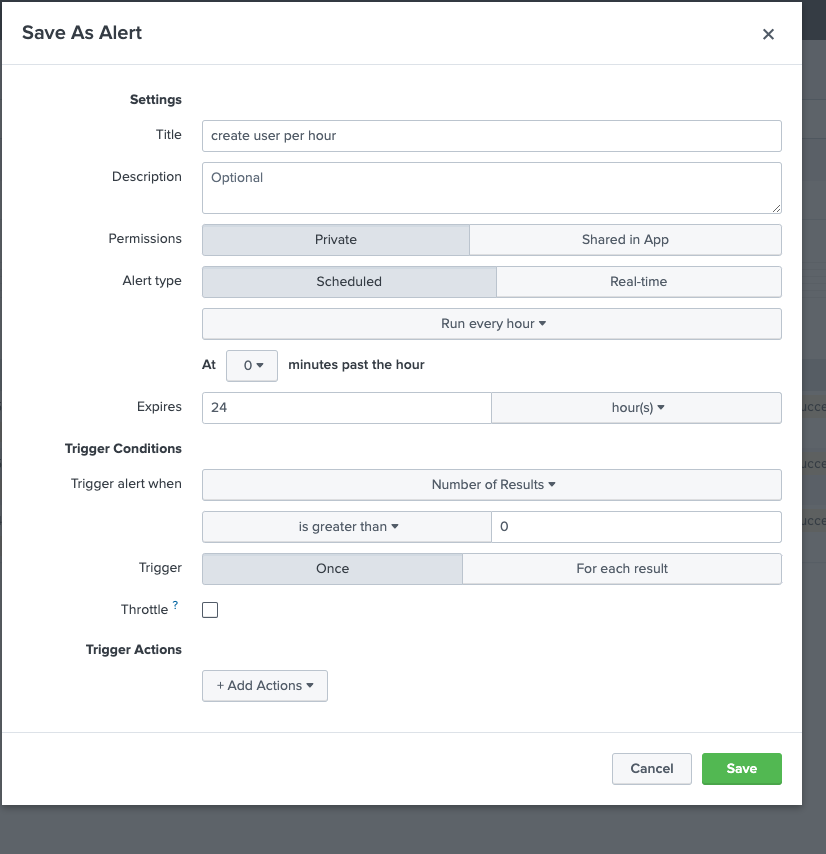 Save As Alert
×
Settings
Title create user per hour
Description Optional
Permissions Private Shared in App
Alert type Scheduled Real-time
Run every hour
At 0 minutes past the hour
Expires 24 hour(s)
ucce
Trigger Conditions
Trigger alert when Number of Results
ucce
is greater than 0
ucce
Trigger Once For each result
Throttle ?
Trigger Actions
+ Add Actions
Cancel Save